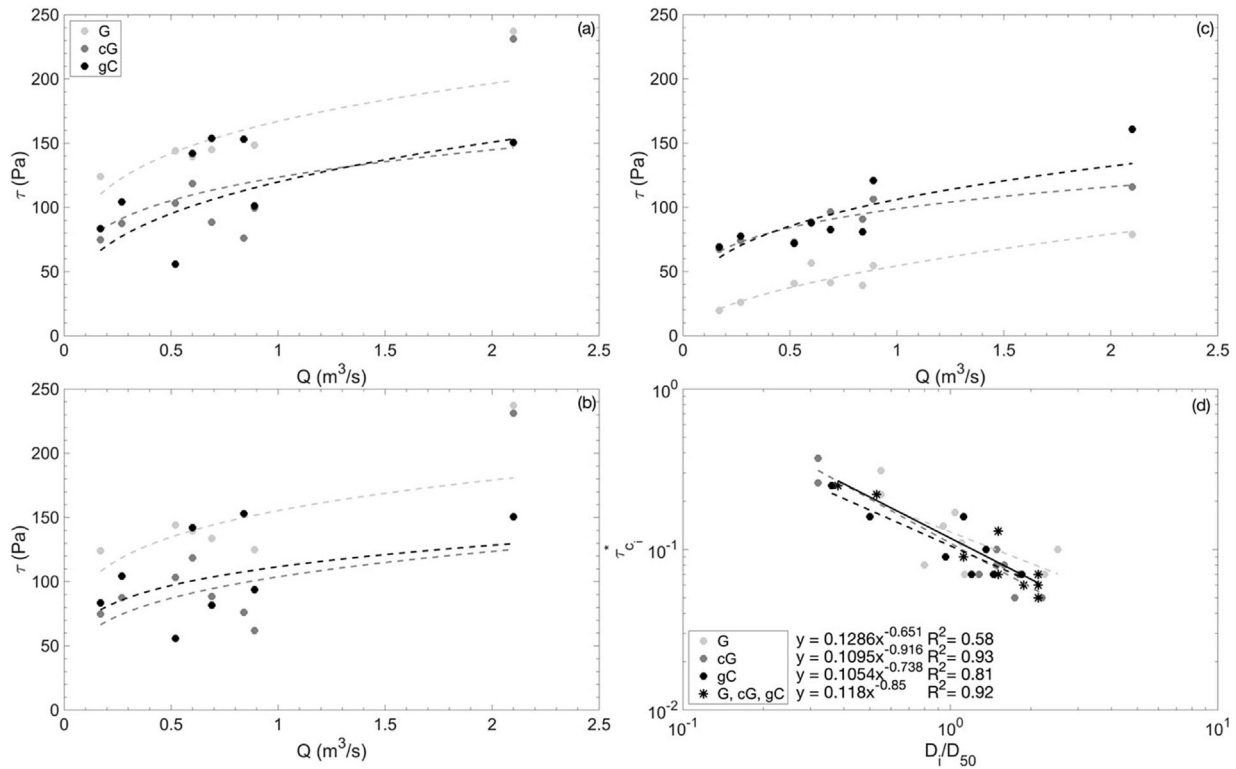 250
200
150
100
50
0
τ (Pa)
0 0.5 1 1.5 2 2.5
Q (m³/s)
(a)
G
cG
gC
250
200
150
100
50
0
τ (Pa)
0 0.5 1 1.5 2 2.5
Q (m³/s)
(c)
250
200
150
100
50
0
τ (Pa)
0 0.5 1 1.5 2 2.5
Q (m³/s)
(b)
10⁰
10⁻¹
10⁻²
τ*ci
10⁻¹ 10⁰ 10¹
Di/D50
(d)
G y = 0.1286x^-0.651 R² = 0.58
cG y = 0.1095x^-0.916 R² = 0.93
gC y = 0.1054x^-0.738 R² = 0.81
G, cG, gC y = 0.118x^-0.85 R² = 0.92